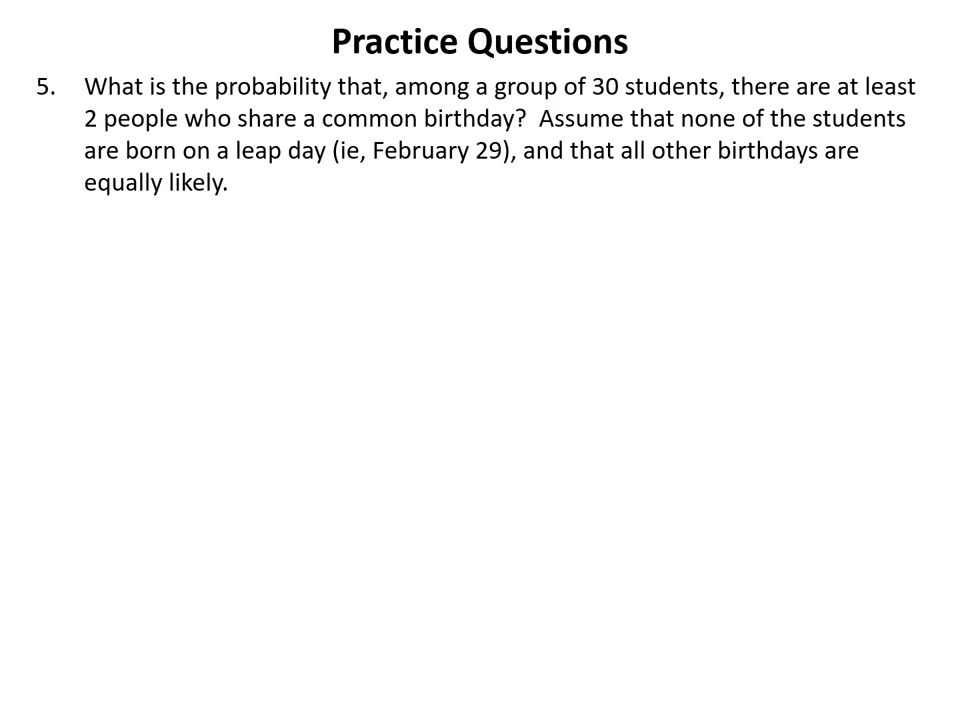 Practice Questions
5. What is the probability that, among a group of 30 students, there are at least
2 people who share a common birthday?  Assume that none of the students
are born on a leap day (ie, February 29), and that all other birthdays are
equally likely.